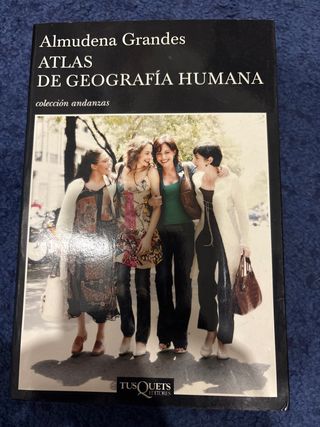 Almudena Grandes
ATLAS
DE GEOGRAFÍA HUMANA
colección andanzas
TUSQUETS
EDITORES